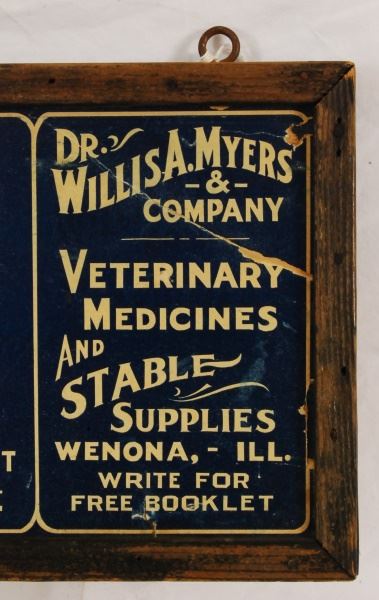 DR.
WILLIS A. MYERS
- & -
COMPANY
VETERINARY
MEDICINES
AND
STABLE
SUPPLIES
WENONA, - ILL.
WRITE FOR
FREE BOOKLET
T
E